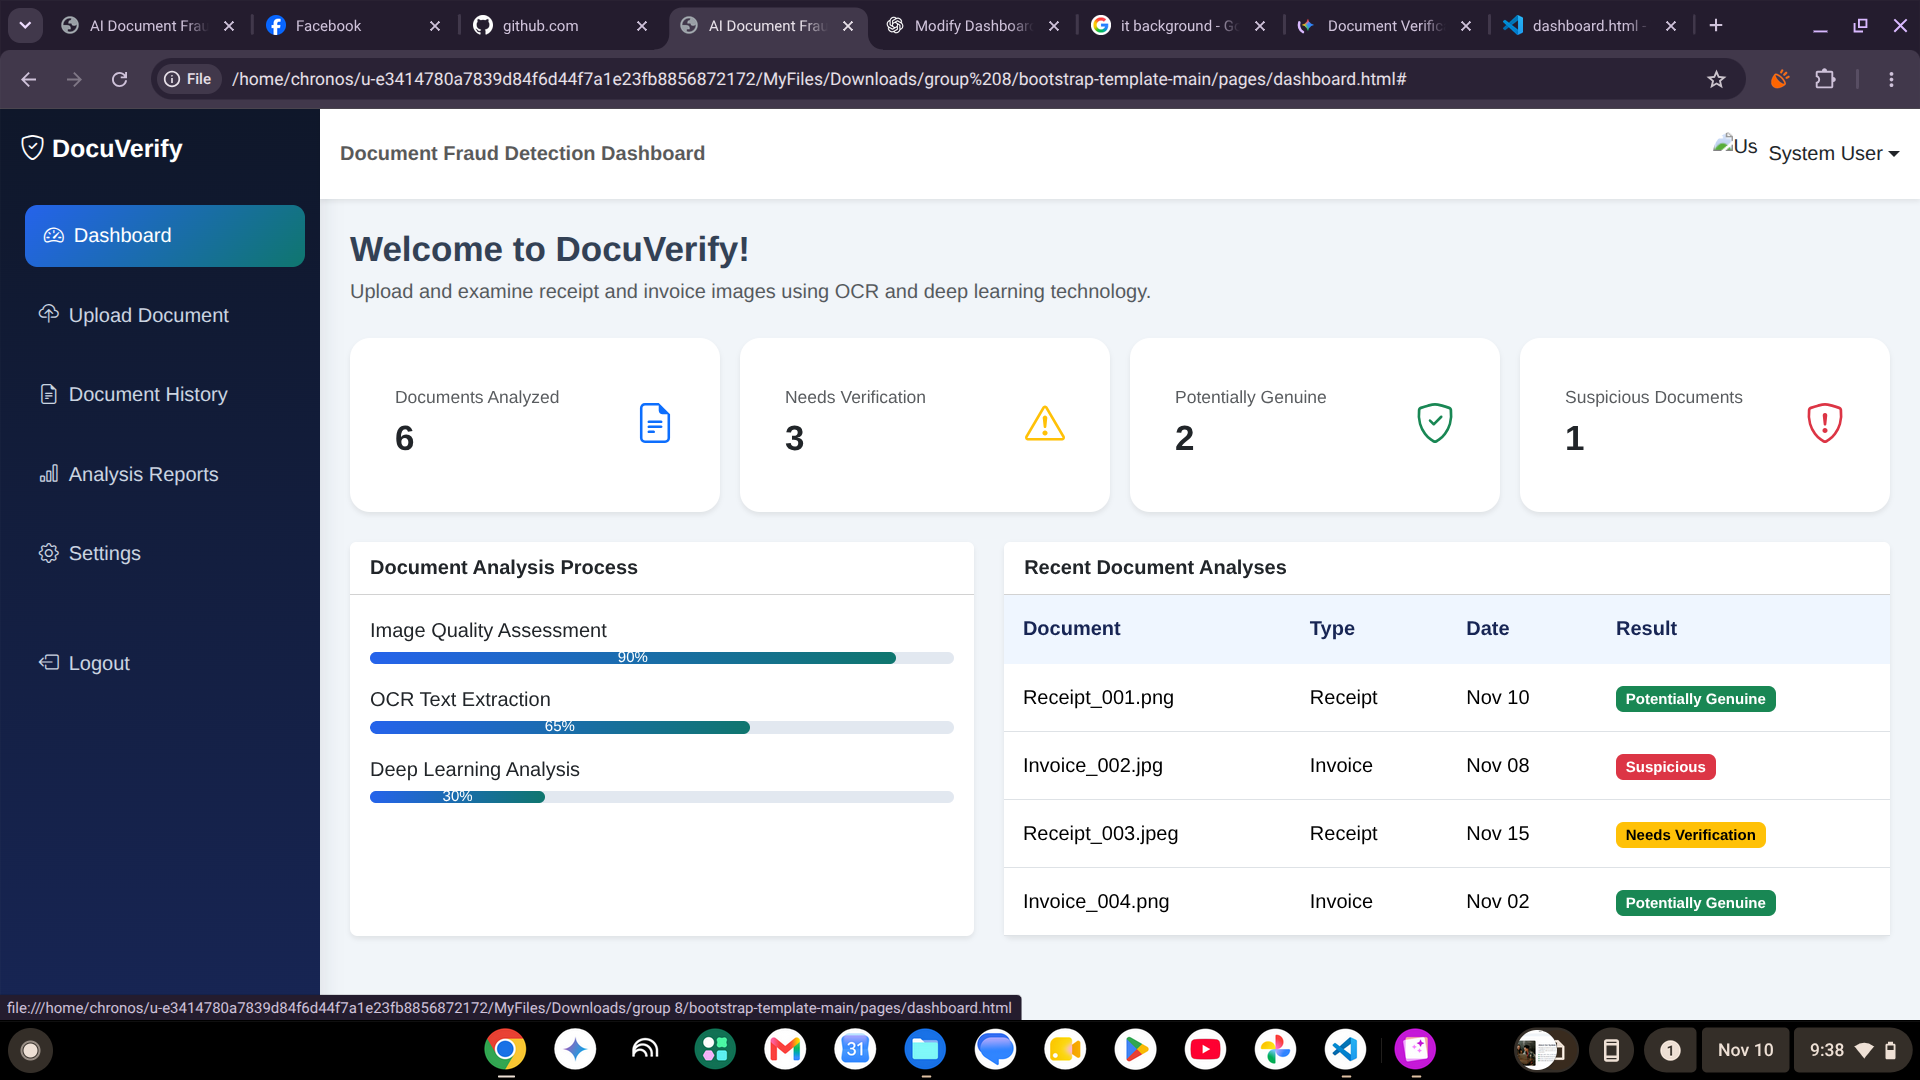 AI Document Frau
Facebook
github.com
AI Document Frau
Modify Dashboard
it background - Go
Document Verific
dashboard.html -
File
/home/chronos/u-e3414780a7839d84f6d44f7a1e23fb8856872172/MyFiles/Downloads/group%208/bootstrap-template-main/pages/dashboard.html#
DocuVerify
Dashboard
Upload Document
Document History
Analysis Reports
Settings
Logout
Document Fraud Detection Dashboard
Us
System User
Welcome to DocuVerify!
Upload and examine receipt and invoice images using OCR and deep learning technology.
Documents Analyzed
6
Needs Verification
3
Potentially Genuine
2
Suspicious Documents
1
Document Analysis Process
Image Quality Assessment
90%
OCR Text Extraction
65%
Deep Learning Analysis
30%
Recent Document Analyses
Document Type Date Result
Receipt_001.png Receipt Nov 10 Potentially Genuine
Invoice_002.jpg Invoice Nov 08 Suspicious
Receipt_003.jpeg Receipt Nov 15 Needs Verification
Invoice_004.png Invoice Nov 02 Potentially Genuine
file:///home/chronos/u-e3414780a7839d84f6d44f7a1e23fb8856872172/MyFiles/Downloads/group 8/bootstrap-template-main/pages/dashboard.html
31
1
Nov 10
9:38